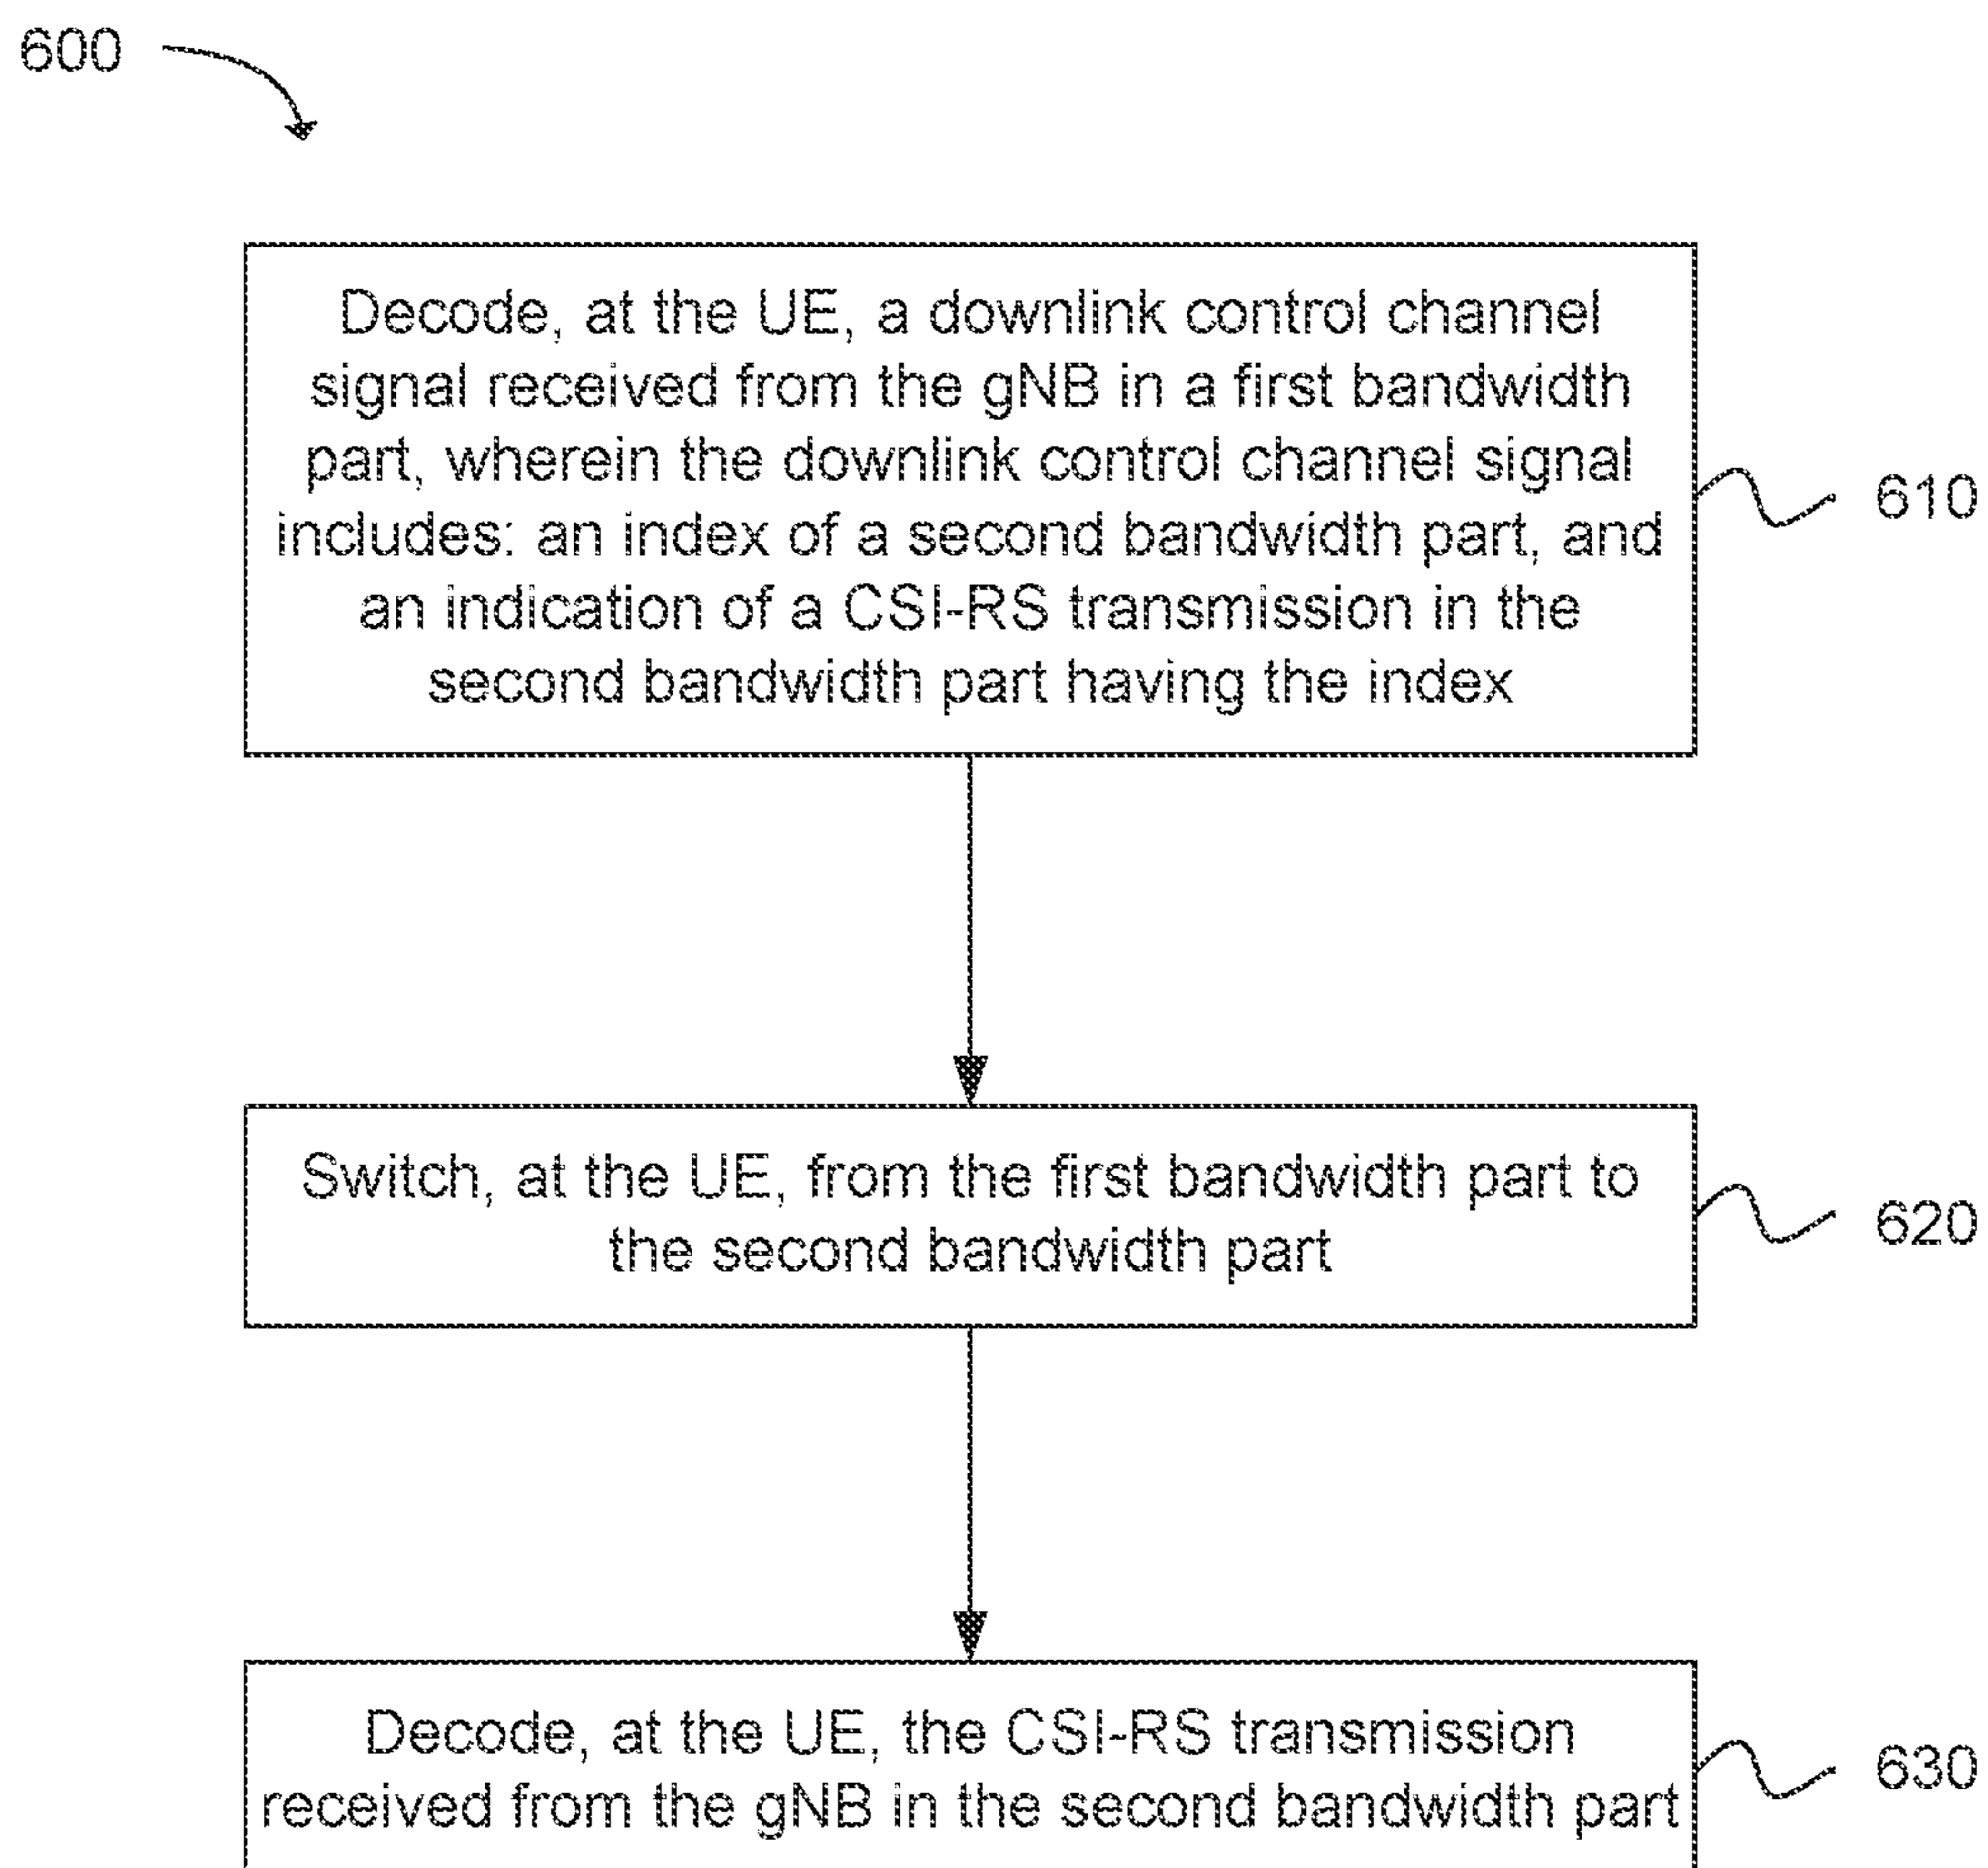 600
Decode, at the UE, a downlink control channel
signal received from the gNB in a first bandwidth
part, wherein the downlink control channel signal
includes: an index of a second bandwidth part, and
an indication of a CSI-RS transmission in the
second bandwidth part having the index
610
Switch, at the UE, from the first bandwidth part to
the second bandwidth part
620
Decode, at the UE, the CSI-RS transmission
received from the gNB in the second bandwidth part
630